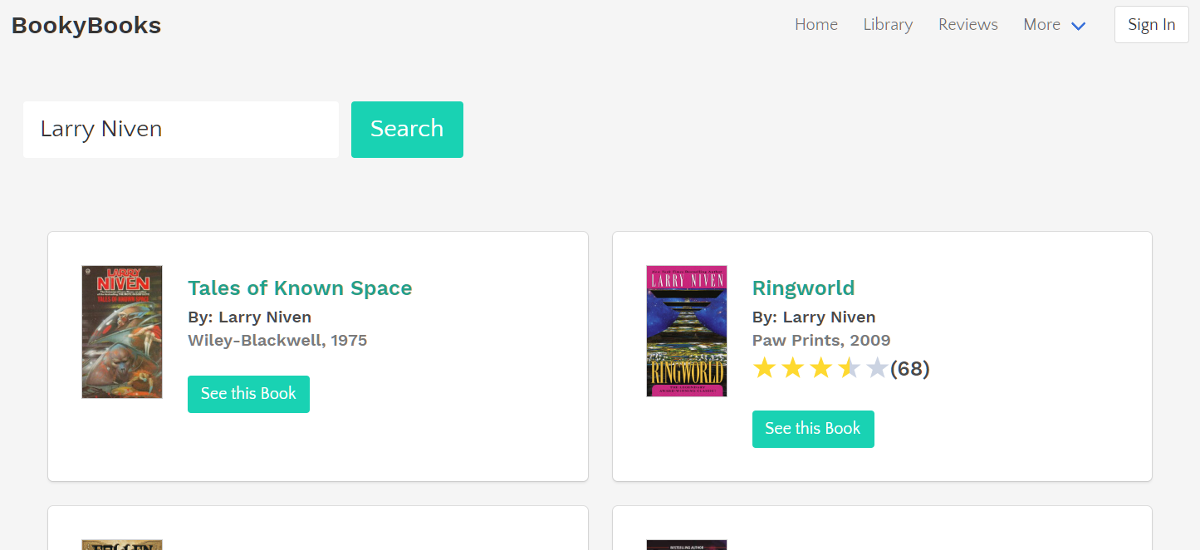 BookyBooks
Home
Library
Reviews
More
Sign In
Larry Niven
Search
LARRY
NIVEN
TALES OF KNOWN SPACE
Tales of Known Space
By: Larry Niven
Wiley-Blackwell, 1975
See this Book
LARRY NIVEN
RINGWORLD
Ringworld
By: Larry Niven
Paw Prints, 2009
(68)
See this Book